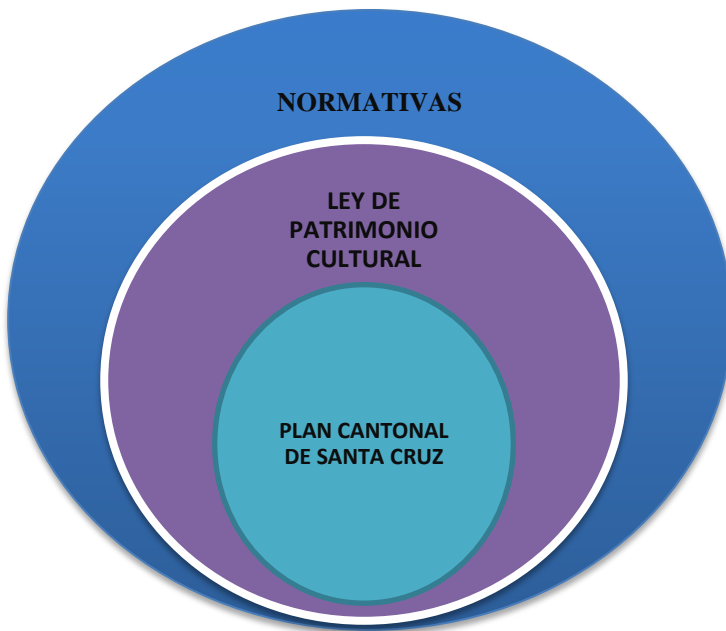 NORMATIVAS
LEY DE
PATRIMONIO
CULTURAL
PLAN CANTONAL
DE SANTA CRUZ